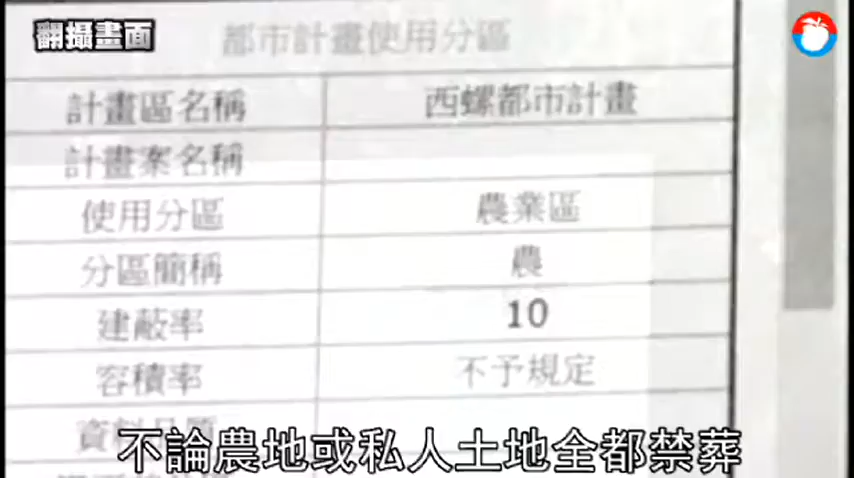 翻攝畫面
都市計畫使用分區
計畫區名稱 西螺都市計畫
計畫案名稱
使用分區 農業區
分區簡稱 農
建蔽率 10
容積率 不予規定
不論農地或私人土地全都禁葬